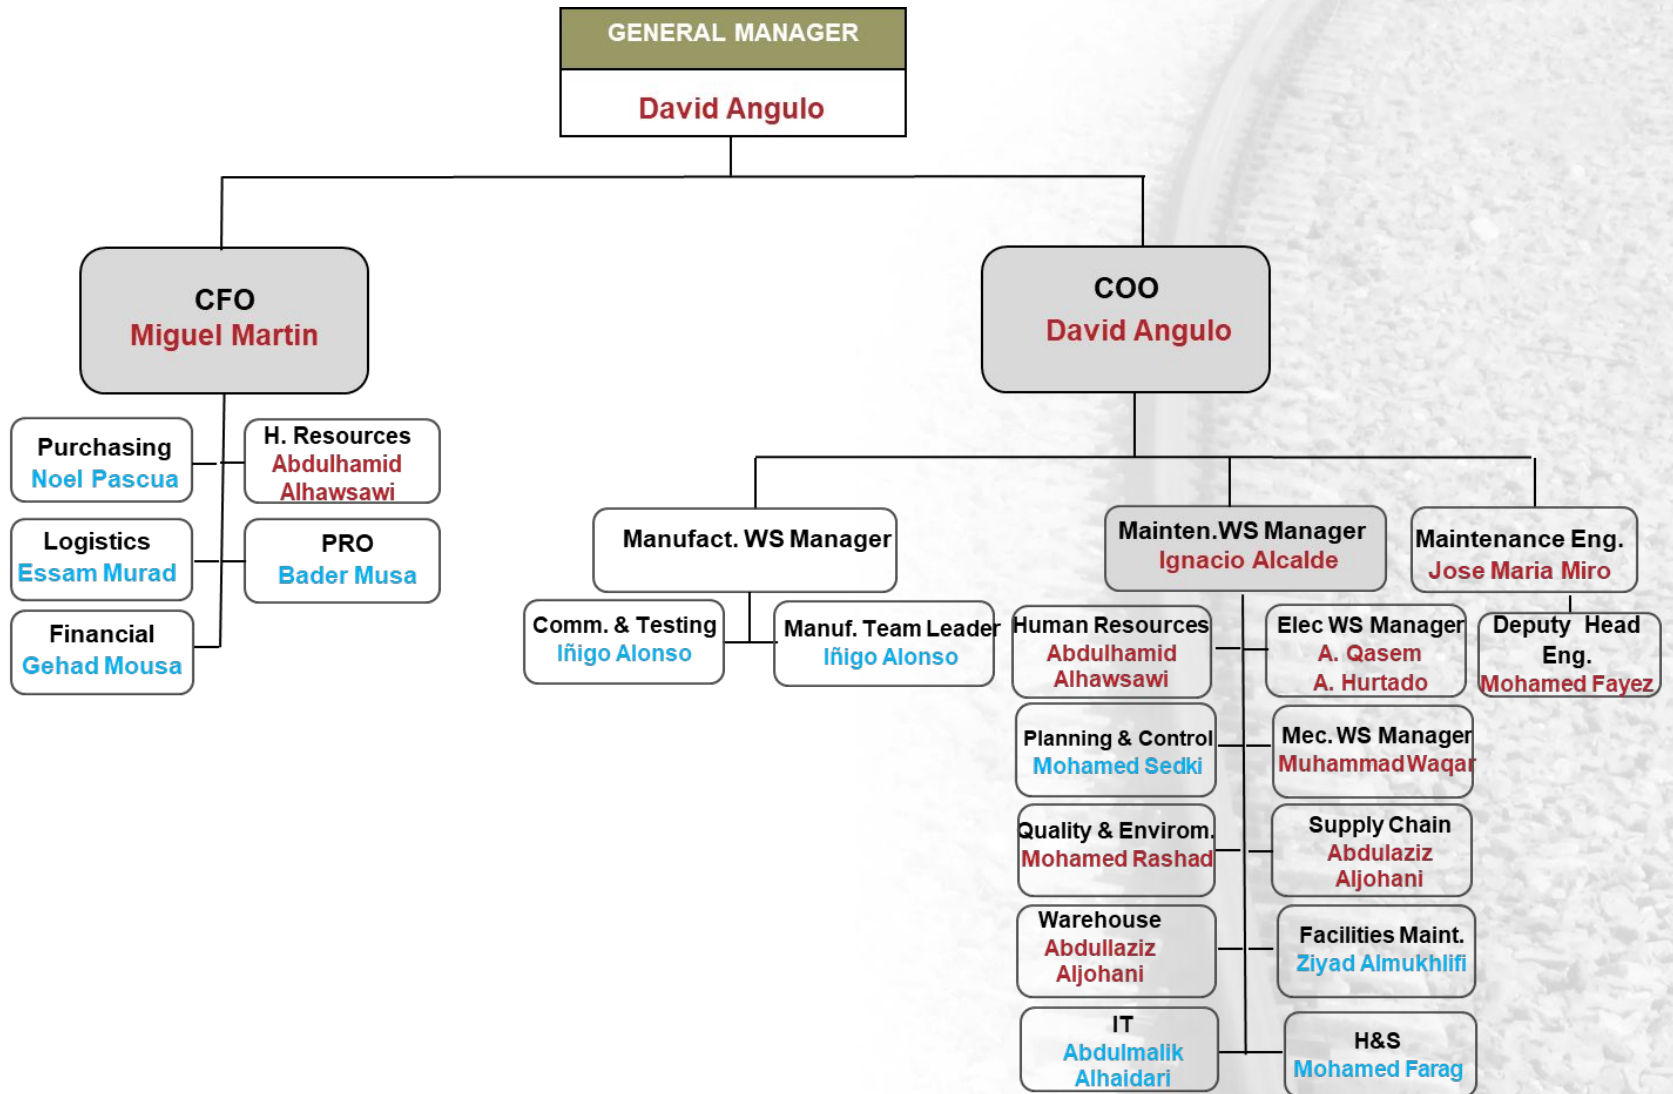 GENERAL MANAGER
David Angulo
CFO
Miguel Martin
COO
David Angulo
Purchasing
Noel Pascua
H. Resources
Abdulhamid
Alhawsawi
Logistics
Essam Murad
PRO
Bader Musa
Financial
Gehad Mousa
Manufact. WS Manager
Mainten.WS Manager
Ignacio Alcalde
Maintenance Eng.
Jose Maria Miro
Comm. & Testing
Iñigo Alonso
Manuf. Team Leader
Iñigo Alonso
Human Resources
Abdulhamid
Alhawsawi
Elec WS Manager
A. Qasem
A. Hurtado
Deputy Head
Eng.
Mohamed Fayez
Planning & Control
Mohamed Sedki
Mec. WS Manager
Muhammad Waqar
Quality & Envirom.
Mohamed Rashad
Supply Chain
Abdulaziz
Aljohani
Warehouse
Abdullaziz
Aljohani
Facilities Maint.
Ziyad Almukhlifi
IT
Abdulmalik
Alhaidari
H&S
Mohamed Farag